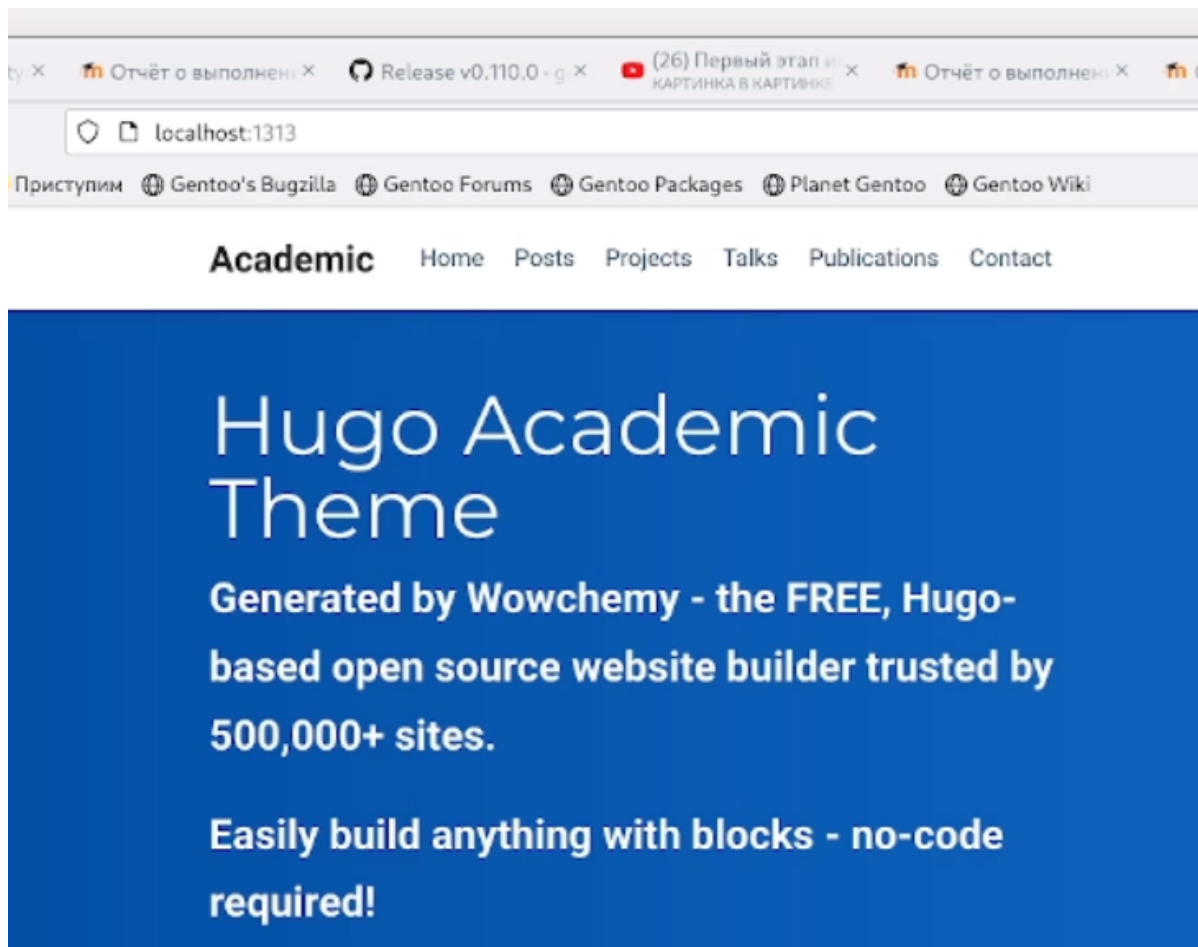 ty
Отчёт о выполнен
Release v0.110.0 - g
(26) Первый этап и
КАРТИНКА В КАРТИНКЕ
Отчёт о выполнен
localhost:1313
Приступим Gentoo's Bugzilla Gentoo Forums Gentoo Packages Planet Gentoo Gentoo Wiki
Academic Home Posts Projects Talks Publications Contact
Hugo Academic
Theme
Generated by Wowchemy - the FREE, Hugo-
based open source website builder trusted by
500,000+ sites.
Easily build anything with blocks - no-code
required!